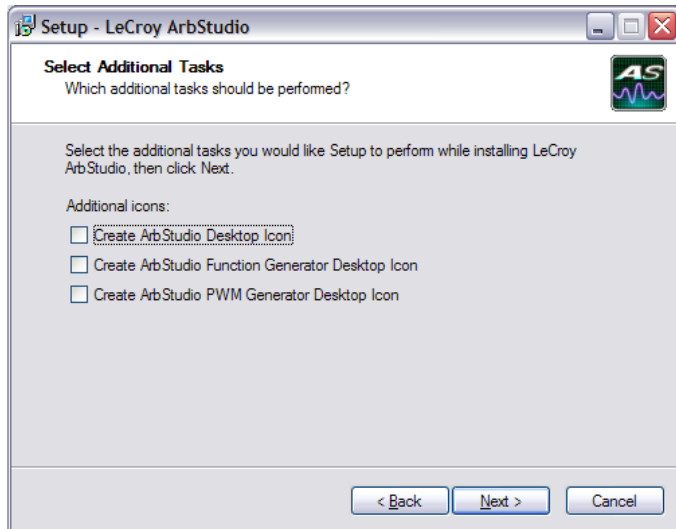 Setup - LeCroy ArbStudio
Select Additional Tasks
Which additional tasks should be performed?
AS
Select the additional tasks you would like Setup to perform while installing LeCroy
ArbStudio, then click Next.
Additional icons:
Create ArbStudio Desktop Icon
Create ArbStudio Function Generator Desktop Icon
Create ArbStudio PWM Generator Desktop Icon
< Back
Next >
Cancel